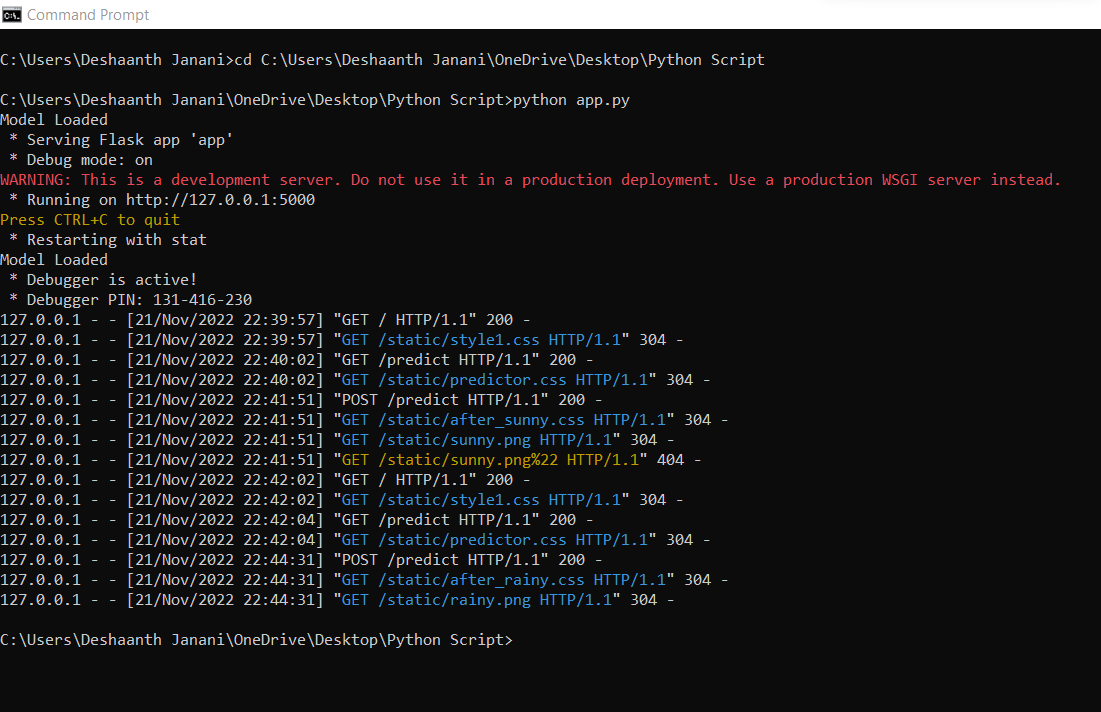 Command Prompt
C:\Users\Deshaanth Janani>cd C:\Users\Deshaanth Janani\OneDrive\Desktop\Python Script
C:\Users\Deshaanth Janani\OneDrive\Desktop\Python Script>python app.py
Model Loaded
 * Serving Flask app 'app'
 * Debug mode: on
WARNING: This is a development server. Do not use it in a production deployment. Use a production WSGI server instead.
 * Running on http://127.0.0.1:5000
Press CTRL+C to quit
 * Restarting with stat
Model Loaded
 * Debugger is active!
 * Debugger PIN: 131-416-230
127.0.0.1 - - [21/Nov/2022 22:39:57] "GET / HTTP/1.1" 200 -
127.0.0.1 - - [21/Nov/2022 22:39:57] "GET /static/style1.css HTTP/1.1" 304 -
127.0.0.1 - - [21/Nov/2022 22:40:02] "GET /predict HTTP/1.1" 200 -
127.0.0.1 - - [21/Nov/2022 22:40:02] "GET /static/predictor.css HTTP/1.1" 304 -
127.0.0.1 - - [21/Nov/2022 22:41:51] "POST /predict HTTP/1.1" 200 -
127.0.0.1 - - [21/Nov/2022 22:41:51] "GET /static/after_sunny.css HTTP/1.1" 304 -
127.0.0.1 - - [21/Nov/2022 22:41:51] "GET /static/sunny.png HTTP/1.1" 304 -
127.0.0.1 - - [21/Nov/2022 22:41:51] "GET /static/sunny.png%22 HTTP/1.1" 404 -
127.0.0.1 - - [21/Nov/2022 22:42:02] "GET / HTTP/1.1" 200 -
127.0.0.1 - - [21/Nov/2022 22:42:02] "GET /static/style1.css HTTP/1.1" 304 -
127.0.0.1 - - [21/Nov/2022 22:42:04] "GET /predict HTTP/1.1" 200 -
127.0.0.1 - - [21/Nov/2022 22:42:04] "GET /static/predictor.css HTTP/1.1" 304 -
127.0.0.1 - - [21/Nov/2022 22:44:31] "POST /predict HTTP/1.1" 200 -
127.0.0.1 - - [21/Nov/2022 22:44:31] "GET /static/after_rainy.css HTTP/1.1" 304 -
127.0.0.1 - - [21/Nov/2022 22:44:31] "GET /static/rainy.png HTTP/1.1" 304 -
C:\Users\Deshaanth Janani\OneDrive\Desktop\Python Script>